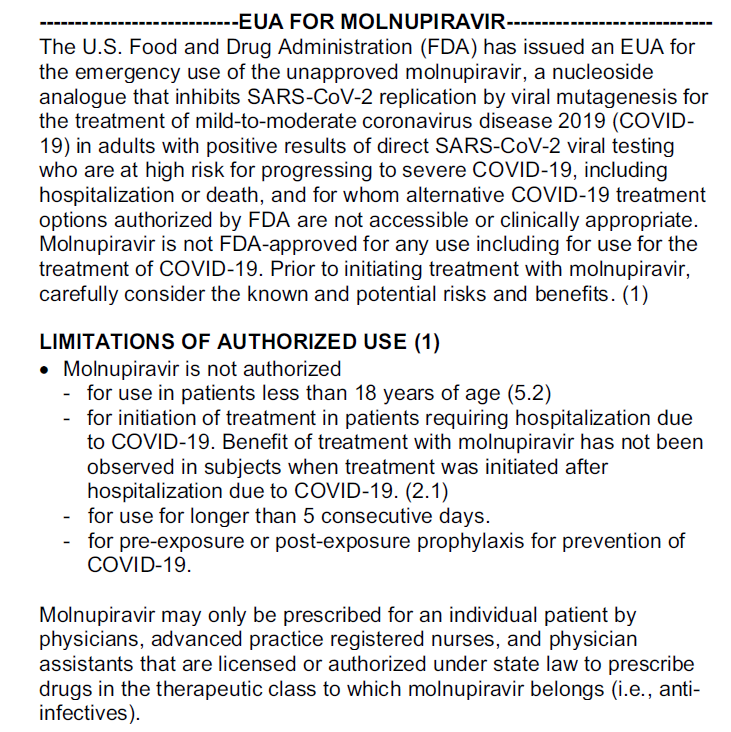 ----------------------------EUA FOR MOLNUPIRAVIR-----------------------------
The U.S. Food and Drug Administration (FDA) has issued an EUA for
the emergency use of the unapproved molnupiravir, a nucleoside
analogue that inhibits SARS-CoV-2 replication by viral mutagenesis for
the treatment of mild-to-moderate coronavirus disease 2019 (COVID-
19) in adults with positive results of direct SARS-CoV-2 viral testing
who are at high risk for progressing to severe COVID-19, including
hospitalization or death, and for whom alternative COVID-19 treatment
options authorized by FDA are not accessible or clinically appropriate.
Molnupiravir is not FDA-approved for any use including for use for the
treatment of COVID-19. Prior to initiating treatment with molnupiravir,
carefully consider the known and potential risks and benefits. (1)
LIMITATIONS OF AUTHORIZED USE (1)
• Molnupiravir is not authorized
- for use in patients less than 18 years of age (5.2)
- for initiation of treatment in patients requiring hospitalization due
to COVID-19. Benefit of treatment with molnupiravir has not been
observed in subjects when treatment was initiated after
hospitalization due to COVID-19. (2.1)
- for use for longer than 5 consecutive days.
- for pre-exposure or post-exposure prophylaxis for prevention of
COVID-19.
Molnupiravir may only be prescribed for an individual patient by
physicians, advanced practice registered nurses, and physician
assistants that are licensed or authorized under state law to prescribe
drugs in the therapeutic class to which molnupiravir belongs (i.e., anti-
infectives).